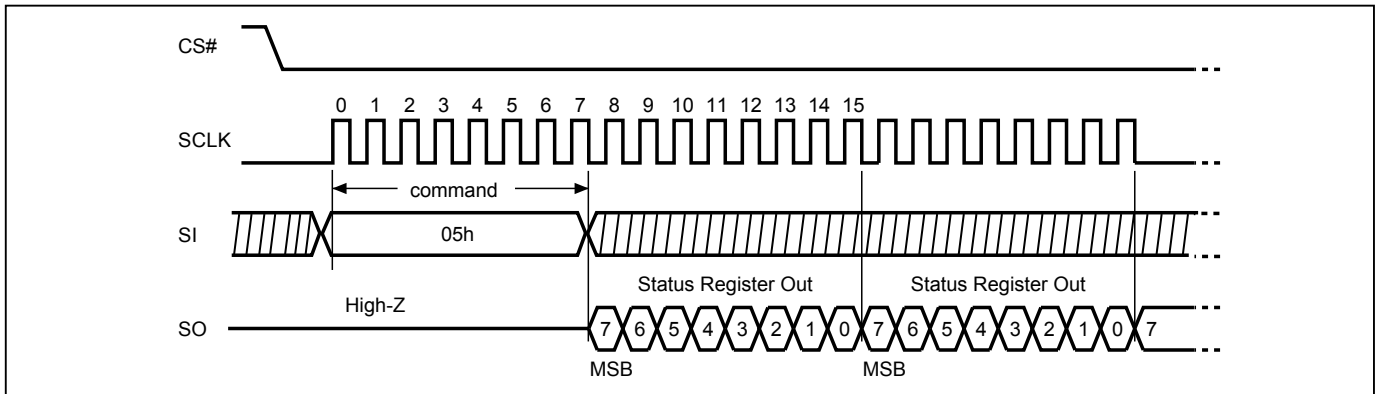 CS#
0 1 2 3 4 5 6 7 8 9 10 11 12 13 14 15
SCLK
command
SI
05h
Status Register Out Status Register Out
High-Z
SO
7 6 5 4 3 2 1 0 7 6 5 4 3 2 1 0 7
MSB MSB